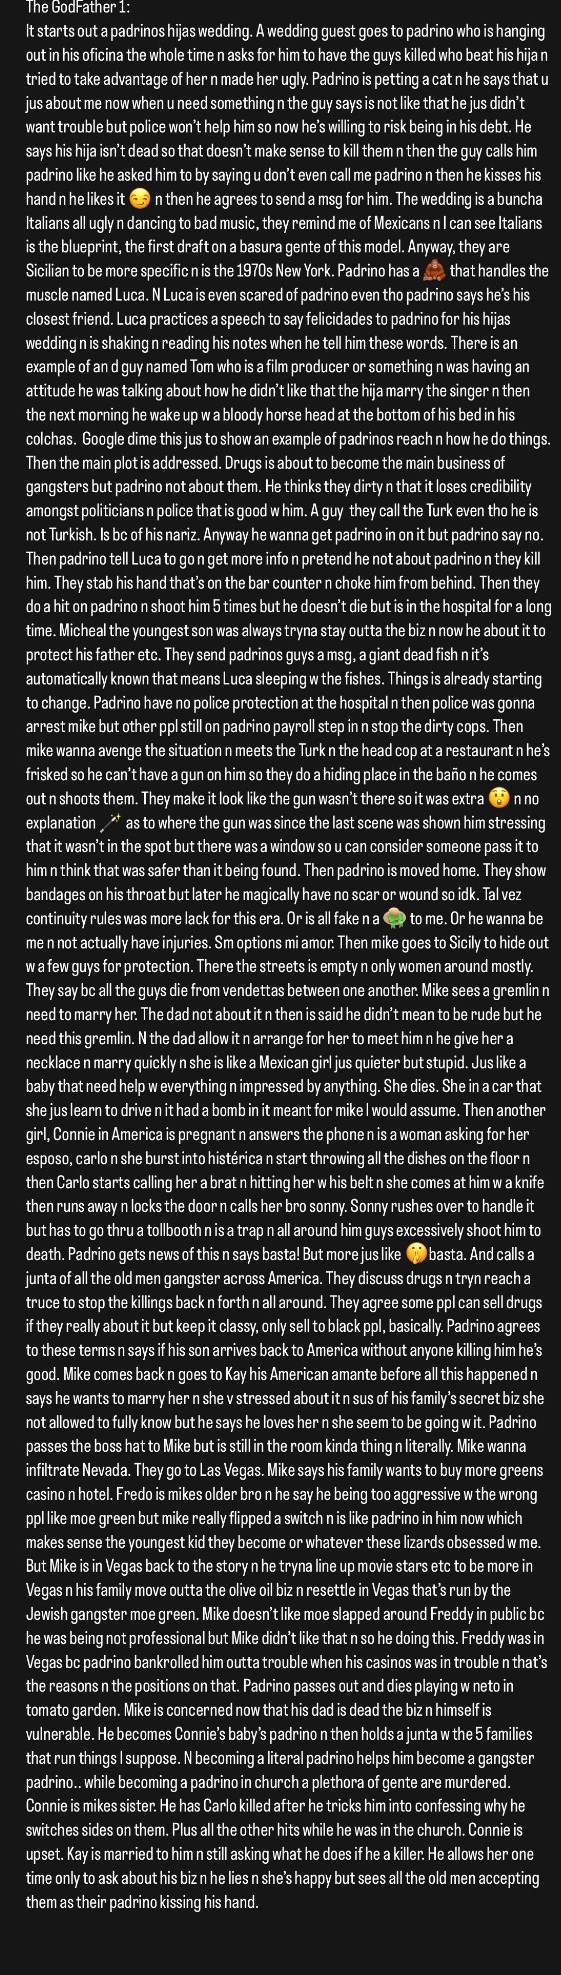 The GodFather 1:
It starts out a padrinos hijas wedding. A wedding guest goes to padrino who is hanging
out in his oficina the whole time n asks for him to have the guys killed who beat his hija n
tried to take advantage of her n made her ugly. Padrino is petting a cat n he says that u
jus about me now when u need something n the guy says is not like that he jus didn't
want trouble but police won't help him so now he's willing to risk being in his debt. He
says his hija isn't dead so that doesn't make sense to kill them n then the guy calls him
padrino like he asked him to by saying u don't even call me padrino n then he kisses his
hand n he likes it 😏 n then he agrees to send a msg for him. The wedding is a buncha
Italians all ugly n dancing to bad music, they remind me of Mexicans n I can see Italians
is the blueprint, the first draft on a basura gente of this model. Anyway, they are
Sicilian to be more specific n is the 1970s New York. Padrino has a 🦧 that handles the
muscle named Luca. N Luca is even scared of padrino even tho padrino says he's his
closest friend. Luca practices a speech to say felicidades to padrino for his hijas
wedding n is shaking n reading his notes when he tell him these words. There is an
example of an d guy named Tom who is a film producer or something n was having an
attitude he was talking about how he didn't like that the hija marry the singer n then
the next morning he wake up w a bloody horse head at the bottom of his bed in his
colchas. Google dime this jus to show an example of padrinos reach n how he do things.
Then the main plot is addressed. Drugs is about to become the main business of
gangsters but padrino not about them. He thinks they dirty n that it loses credibility
amongst politicians n police that is good w him. A guy they call the Turk even tho he is
not Turkish. Is bc of his nariz. Anyway he wanna get padrino in on it but padrino say no.
Then padrino tell Luca to go n get more info n pretend he not about padrino n they kill
him. They stab his hand that's on the bar counter n choke him from behind. Then they
do a hit on padrino n shoot him 5 times but he doesn't die but is in the hospital for a long
time. Micheal the youngest son was always tryna stay outta the biz n now he about it to
protect his father etc. They send padrinos guys a msg, a giant dead fish n it's
automatically known that means Luca sleeping w the fishes. Things is already starting
to change. Padrino have no police protection at the hospital n then police was gonna
arrest mike but other ppl still on padrino payroll step in n stop the dirty cops. Then
mike wanna avenge the situation n meets the Turk n the head cop at a restaurant n he's
frisked so he can't have a gun on him so they do a hiding place in the baño n he comes
out n shoots them. They make it look like the gun wasn't there so it was extra 😲 n no
explanation 🪄 as to where the gun was since the last scene was shown him stressing
that it wasn't in the spot but there was a window so u can consider someone pass it to
him n think that was safer than it being found. Then padrino is moved home. They show
bandages on his throat but later he magically have no scar or wound so idk. Tal vez
continuity rules was more lack for this era. Or is all fake n a 🫔 to me. Or he wanna be
me n not actually have injuries. Sm options mi amor. Then mike goes to Sicily to hide out
w a few guys for protection. There the streets is empty n only women around mostly.
They say bc all the guys die from vendettas between one another. Mike sees a gremlin n
need to marry her. The dad not about it n then is said he didn't mean to be rude but he
need this gremlin. N the dad allow it n arrange for her to meet him n he give her a
necklace n marry quickly n she is like a Mexican girl jus quieter but stupid. Jus like a
baby that need help w everything n impressed by anything. She dies. She in a car that
she jus learn to drive n it had a bomb in it meant for mike I would assume. Then another
girl, Connie in America is pregnant n answers the phone n is a woman asking for her
esposo, carlo n she burst into histérica n start throwing all the dishes on the floor n
then Carlo starts calling her a brat n hitting her w his belt n she comes at him w a knife
then runs away n locks the door n calls her bro sonny. Sonny rushes over to handle it
but has to go thru a tollbooth n is a trap n all around him guys excessively shoot him to
death. Padrino gets news of this n says basta! But more jus like 🤫basta. And calls a
junta of all the old men gangster across America. They discuss drugs n tryn reach a
truce to stop the killings back n forth n all around. They agree some ppl can sell drugs
if they really about it but keep it classy, only sell to black ppl, basically. Padrino agrees
to these terms n says if his son arrives back to America without anyone killing him he's
good. Mike comes back n goes to Kay his American amante before all this happened n
says he wants to marry her n she v stressed about it n sus of his family's secret biz she
not allowed to fully know but he says he loves her n she seem to be going w it. Padrino
passes the boss hat to Mike but is still in the room kinda thing n literally. Mike wanna
infiltrate Nevada. They go to Las Vegas. Mike says his family wants to buy more greens
casino n hotel. Fredo is mikes older bro n he say he being too aggressive w the wrong
ppl like moe green but mike really flipped a switch n is like padrino in him now which
makes sense the youngest kid they become or whatever these lizards obsessed w me.
But Mike is in Vegas back to the story n he tryna line up movie stars etc to be more in
Vegas n his family move outta the olive oil biz n resettle in Vegas that's run by the
Jewish gangster moe green. Mike doesn't like moe slapped around Freddy in public bc
he was being not professional but Mike didn't like that n so he doing this. Freddy was in
Vegas bc padrino bankrolled him outta trouble when his casinos was in trouble n that's
the reasons n the positions on that. Padrino passes out and dies playing w neto in
tomato garden. Mike is concerned now that his dad is dead the biz n himself is
vulnerable. He becomes Connie's baby's padrino n then holds a junta w the 5 families
that run things I suppose. N becoming a literal padrino helps him become a gangster
padrino.. while becoming a padrino in church a plethora of gente are murdered.
Connie is mikes sister. He has Carlo killed after he tricks him into confessing why he
switches sides on them. Plus all the other hits while he was in the church. Connie is
upset. Kay is married to him n still asking what he does if he a killer. He allows her one
time only to ask about his biz n he lies n she's happy but sees all the old men accepting
them as their padrino kissing his hand.